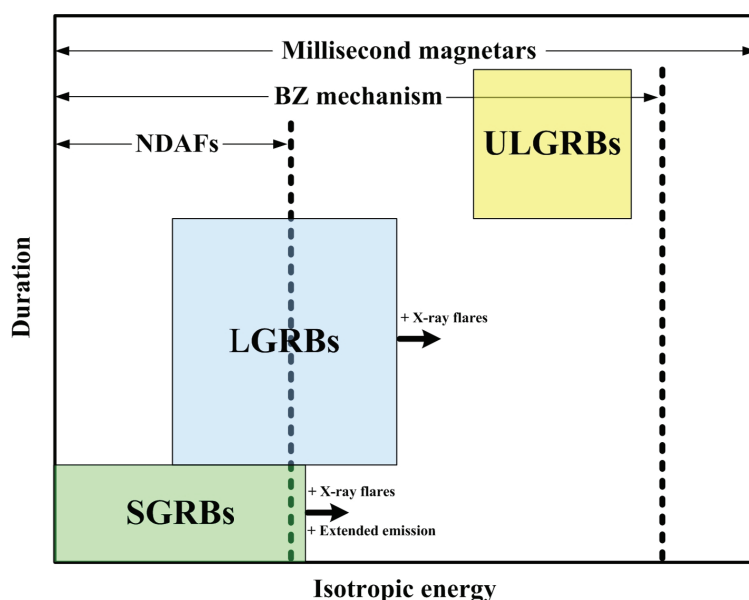 Millisecond magnetars
BZ mechanism
NDAFs
ULGRBs
Duration
LGRBs
+ X-ray flares
SGRBs
+ X-ray flares
+ Extended emission
Isotropic energy